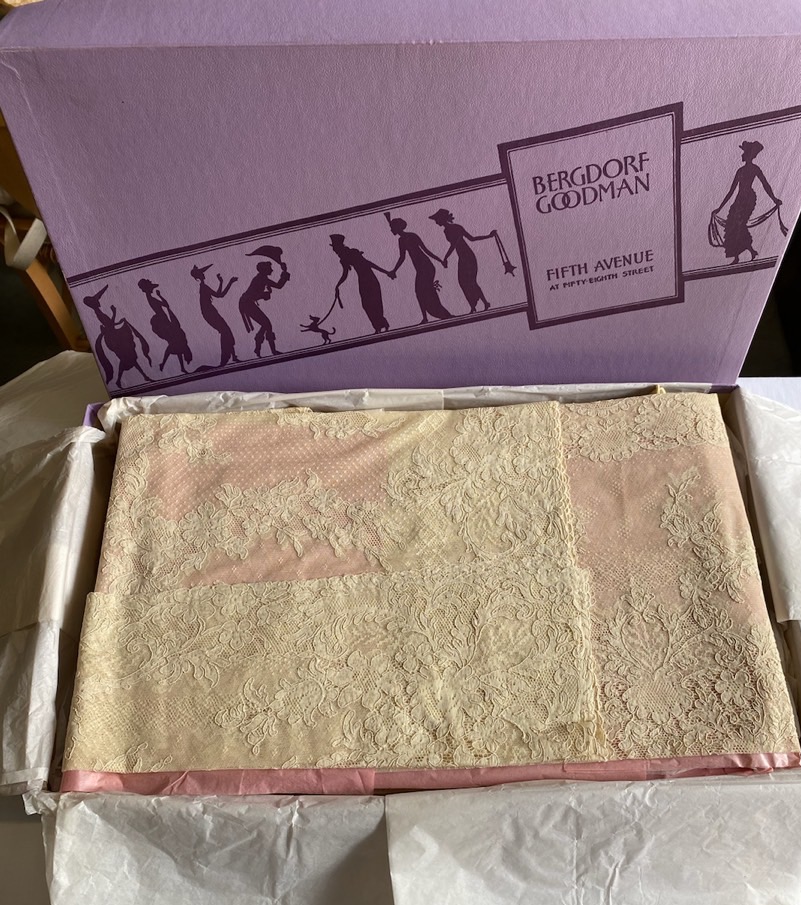 BERGDORF
GOODMAN
FIFTH AVENUE
AT FIFTY-EIGHTH STREET